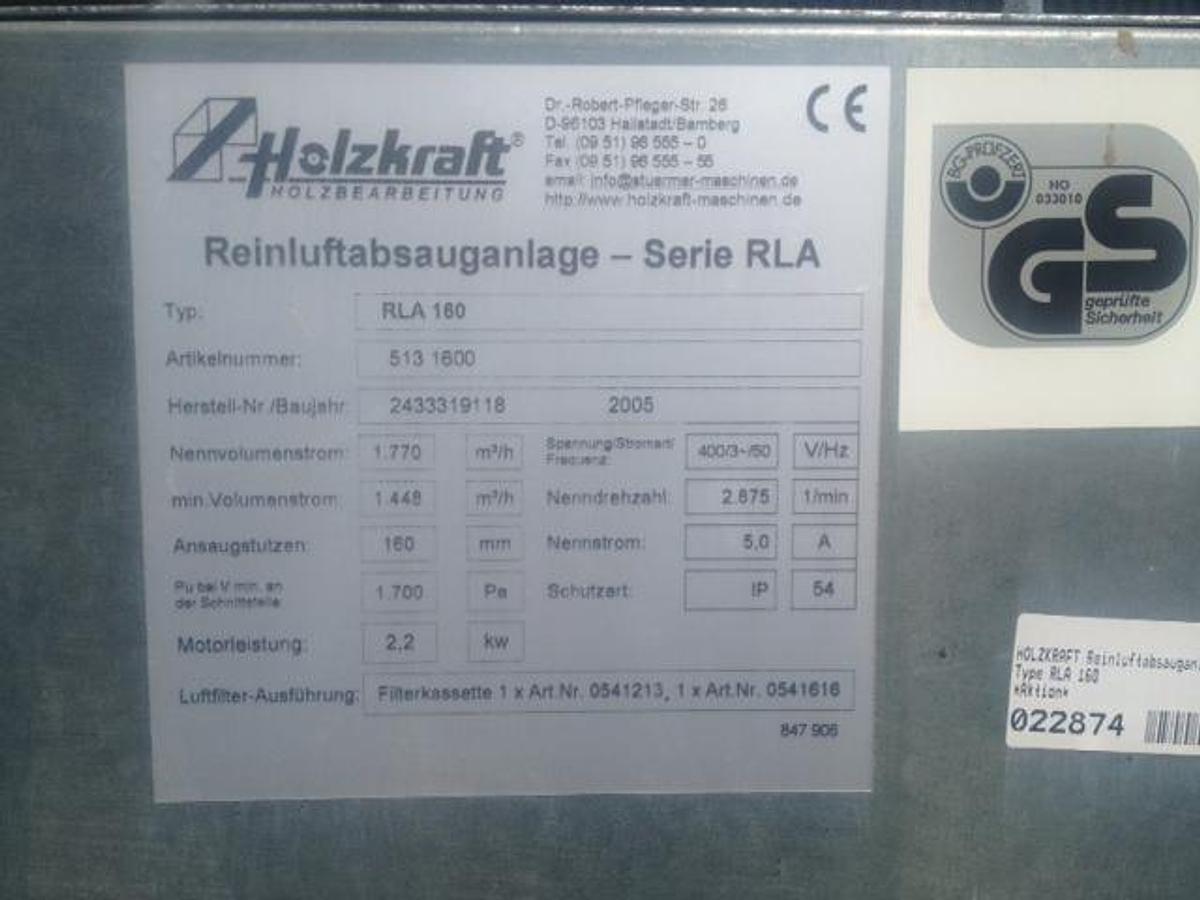 Holzkraft®
HOLZBEARBEITUNG
Dr.-Robert-Pfleger-Str. 26
D-96103 Hallstadt/Bamberg
Tel. (09 51) 96 555 – 0
Fax (09 51) 96 555 – 55
email: info@stuermer-maschinen.de
http://www.holzkraft-maschinen.de
CE
Reinluftabsauganlage – Serie RLA
Typ: RLA 160
Artikelnummer: 513 1600
Herstell-Nr./Baujahr: 2433319118 2005
Nennvolumenstrom: 1.770 m³/h Spannung/Stromart/
Frequenz: 400/3~/50 V/Hz
min.Volumenstrom: 1.448 m³/h Nenndrehzahl: 2.875 1/min
Ansaugstutzen: 160 mm Nennstrom: 5,0 A
Pu bei V min. an
der Schnittstelle: 1.700 Pa Schutzart: IP 54
Motorleistung: 2,2 kw
Luftfilter-Ausführung: Filterkassette 1 x Art.Nr. 0541213, 1 x Art.Nr. 0541616
847 906
BG-PRÜFZERT
NO
033010
GS
geprüfte
Sicherheit
HOLZKRAFT Reinluftabsaugan
Type RLA 160
*Aktion*
022874